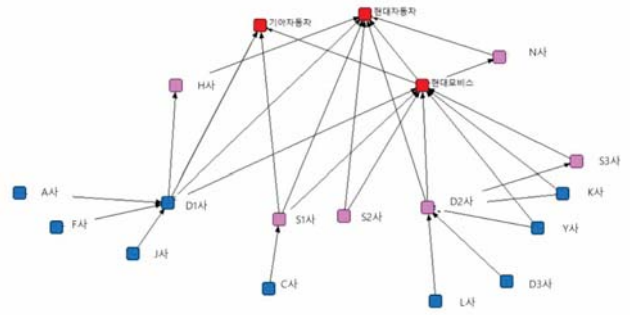 현대자동차
기아자동차
N사
현대모비스
H사
S3사
A사
K사
D1사
D2사
F사
S1사
S2사
Y사
J사
C사
D3사
L사